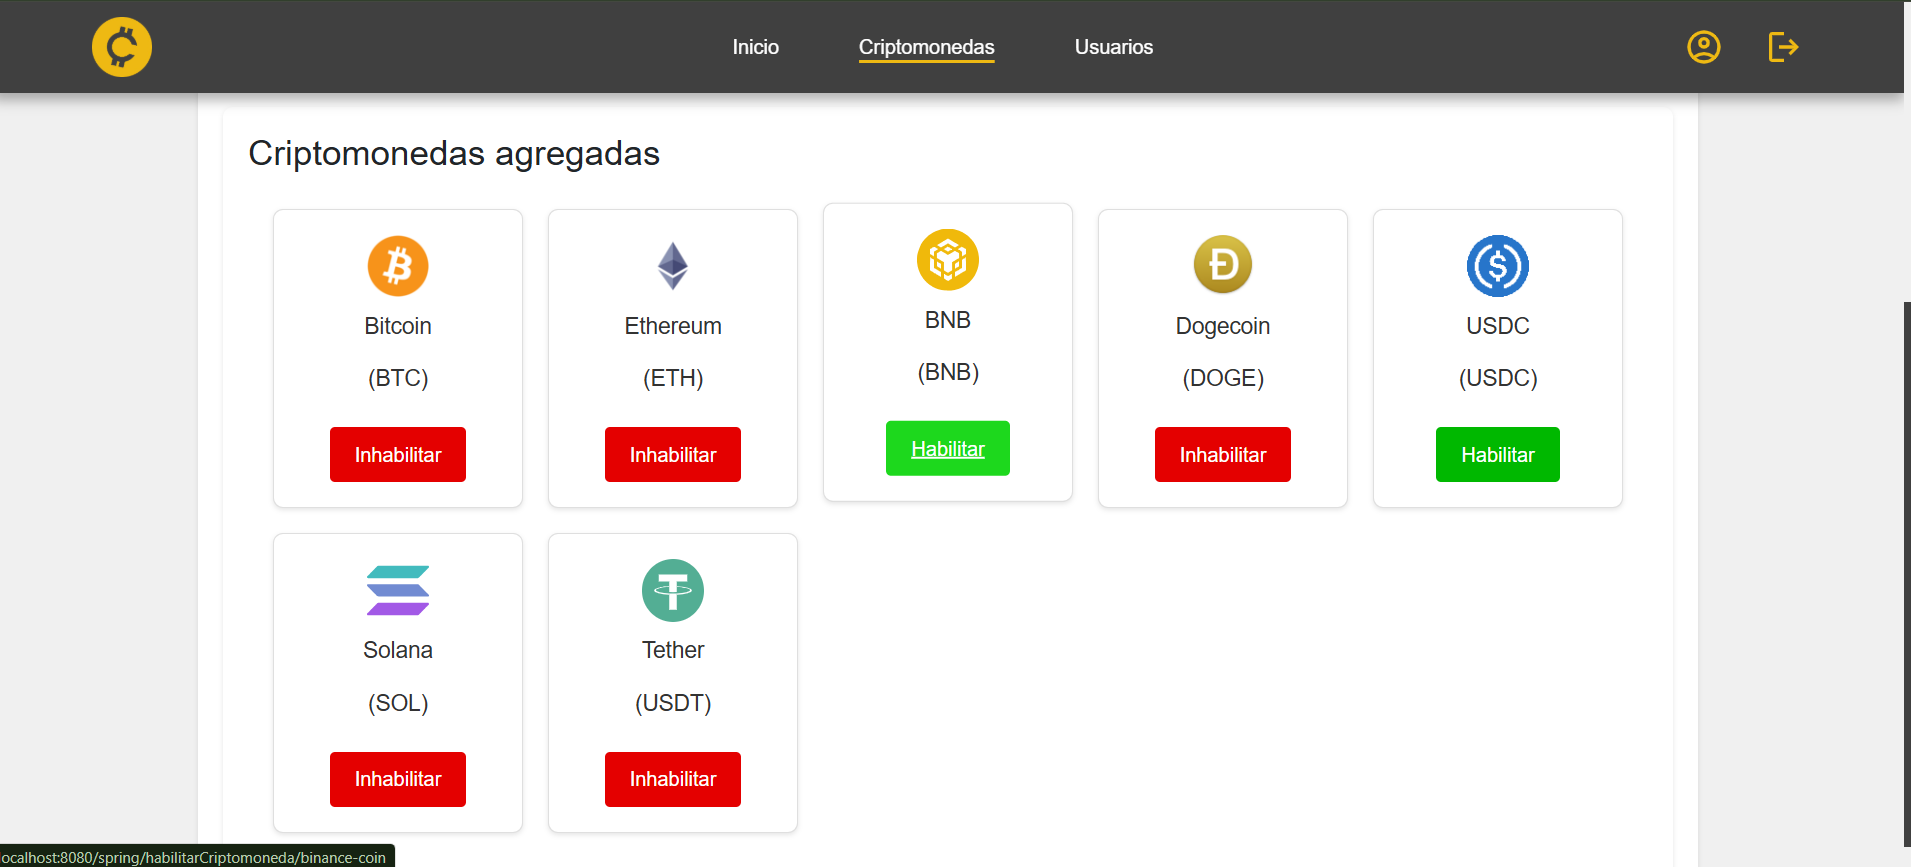 Inicio
Criptomonedas
Usuarios
Criptomonedas agregadas
Bitcoin
(BTC)
Inhabilitar
Ethereum
(ETH)
Inhabilitar
BNB
(BNB)
Habilitar
Dogecoin
(DOGE)
Inhabilitar
USDC
(USDC)
Habilitar
Solana
(SOL)
Inhabilitar
Tether
(USDT)
Inhabilitar
ocalhost:8080/spring/habilitarCriptomoneda/binance-coin